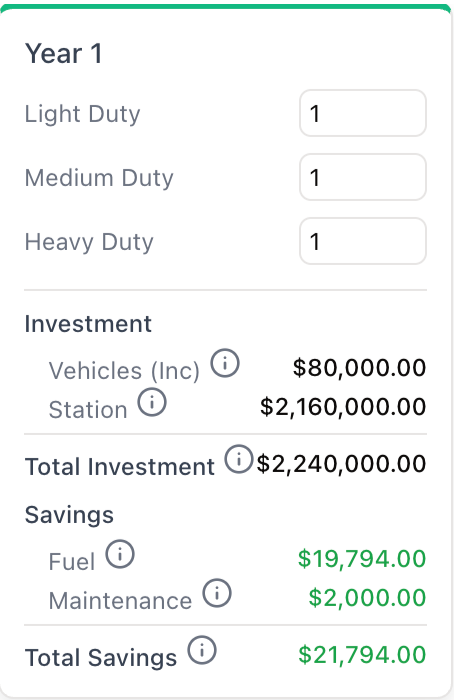 Year 1
Light Duty 1
Medium Duty 1
Heavy Duty 1
Investment
Vehicles (Inc) $80,000.00
Station $2,160,000.00
Total Investment $2,240,000.00
Savings
Fuel $19,794.00
Maintenance $2,000.00
Total Savings $21,794.00